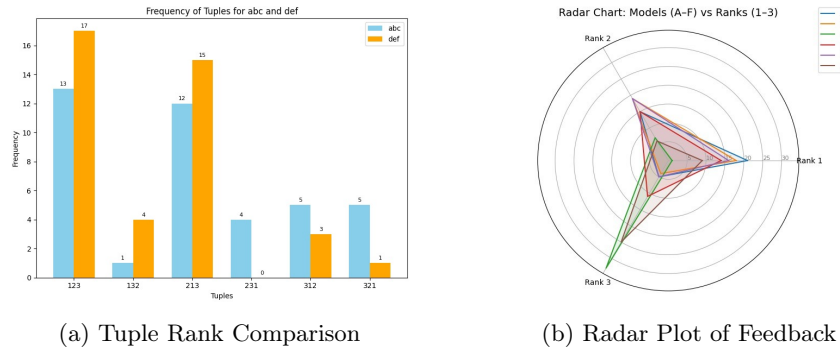 Frequency of Tuples for abc and def
abc
def
Frequency
16
14
12
10
8
6
4
2
0
13
17
1
4
12
15
4
0
5
3
5
1
123
132
213
231
312
321
Tuples
(a) Tuple Rank Comparison
Radar Chart: Models (A–F) vs Ranks (1–3)
Rank 2
Rank 1
10
20
25
30
Rank 3
(b) Radar Plot of Feedback